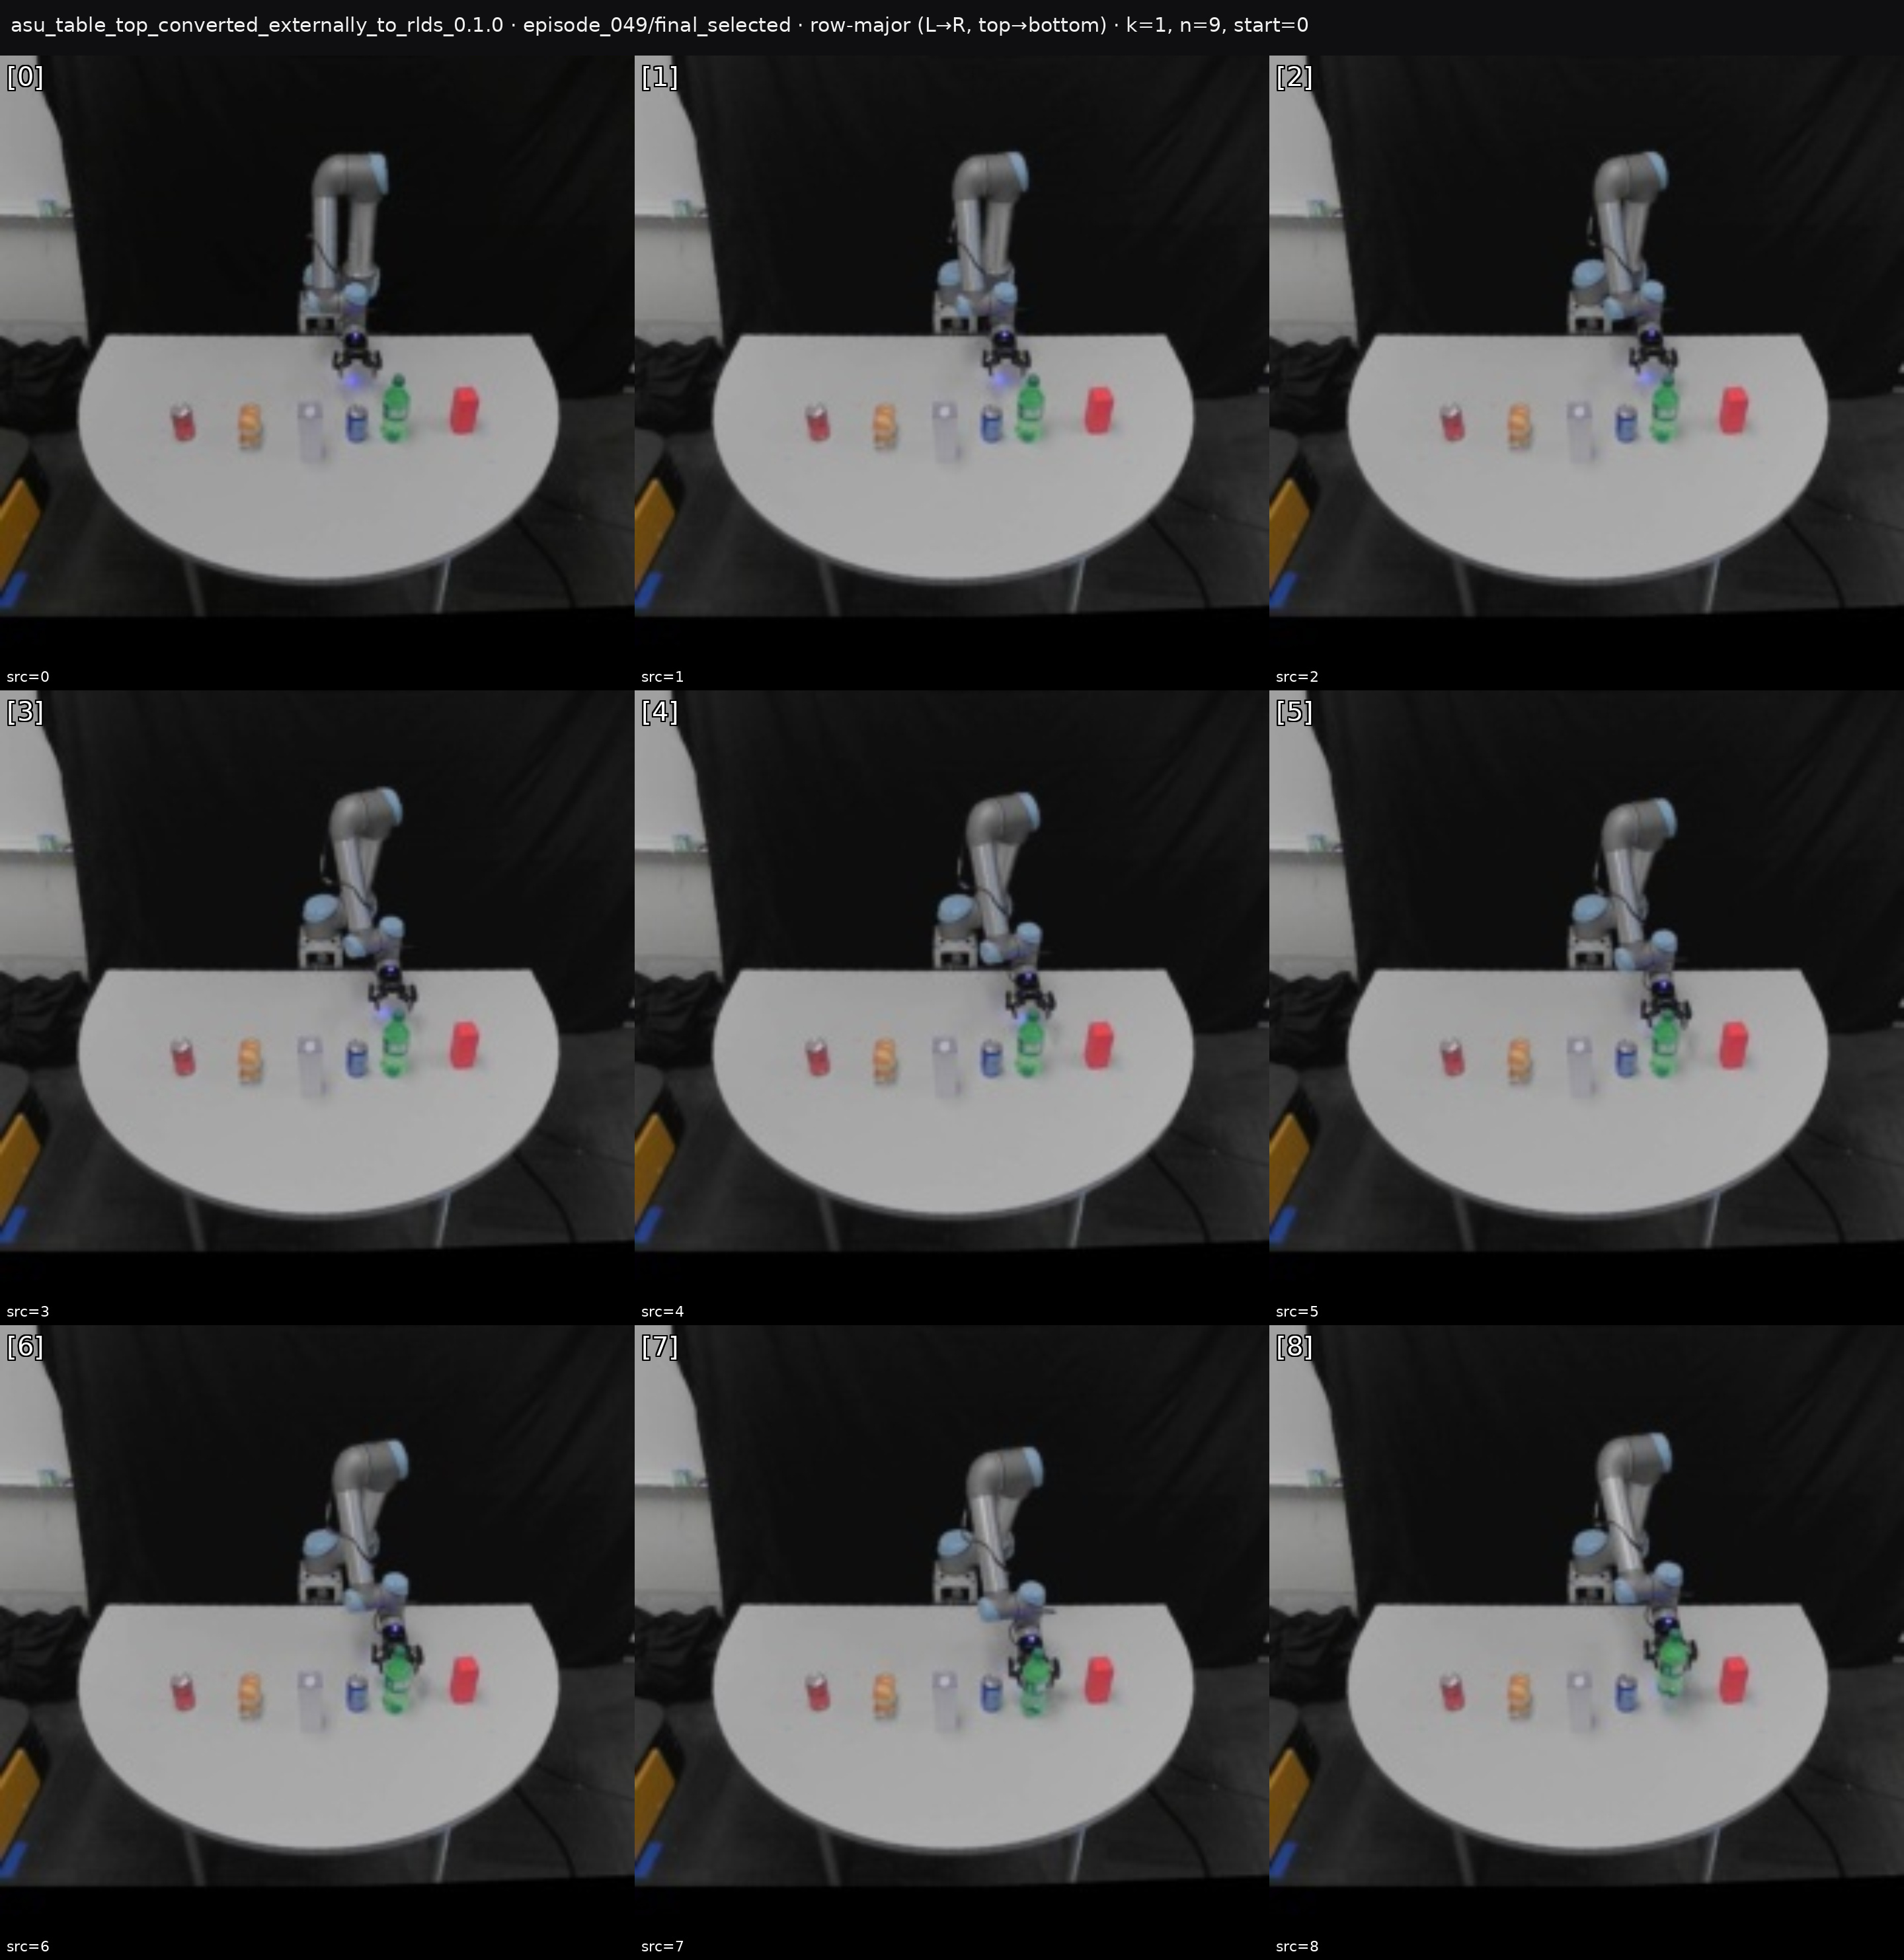 asu_table_top_converted_externally_to_rlds_0.1.0 · episode_049/final_selected · row-major (L→R, top→bottom) · k=1, n=9, start=0
[0]
[1]
[2]
src=0
src=1
src=2
[3]
[4]
[5]
src=3
src=4
src=5
[6]
[7]
[8]
src=6
src=7
src=8